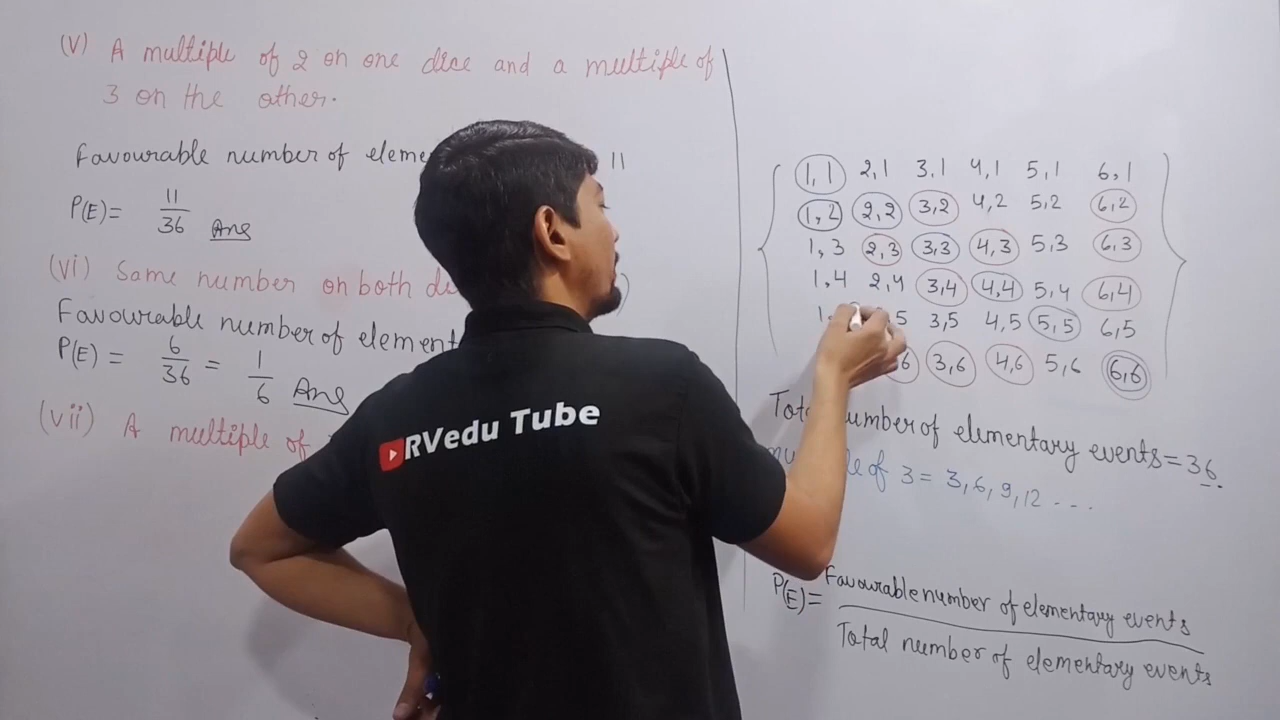 (v) A multiple of 2 on one dice and a multiple of
3 on the other.
Favourable number of eleme 11
P(E)= 11/36 Ans
(vi) Same number on both di
Favourable number of element
P(E) = 6/36 = 1/6 Ans
(vii) A multiple of
RVedu Tube
1,1 2,1 3,1 4,1 5,1 6,1
1,2 2,2 3,2 4,2 5,2 6,2
1,3 2,3 3,3 4,3 5,3 6,3
1,4 2,4 3,4 4,4 5,4 6,4
1, 5 3,5 4,5 5,5 6,5
6 3,6 4,6 5,6 6,6
Total number of elementary events=36.
of 3 = 3,6,9,12 ...
P(E)= Favourable number of elementary events
Total number of elementary events